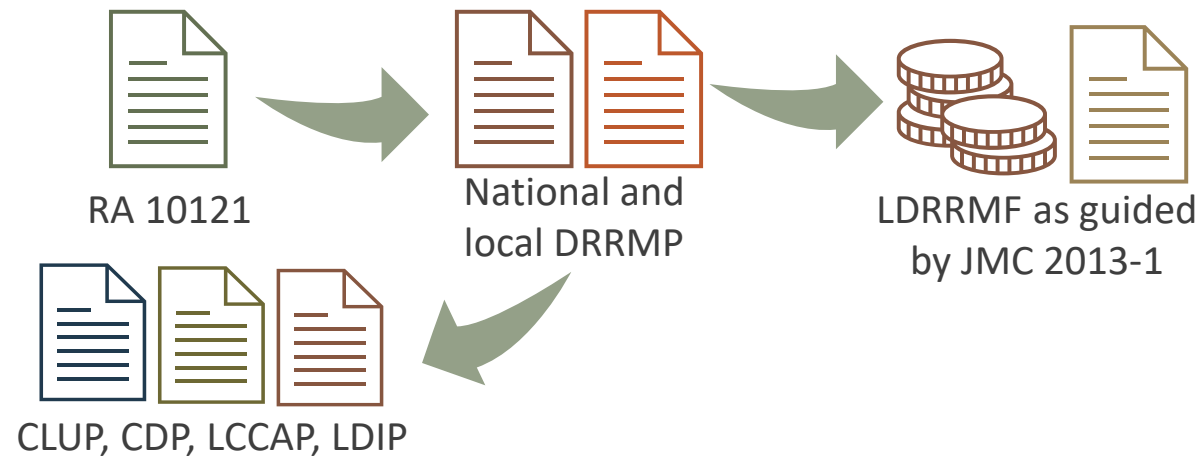 RA 10121
National and
local DRRMP
LDRRMF as guided
by JMC 2013-1
CLUP, CDP, LCCAP, LDIP